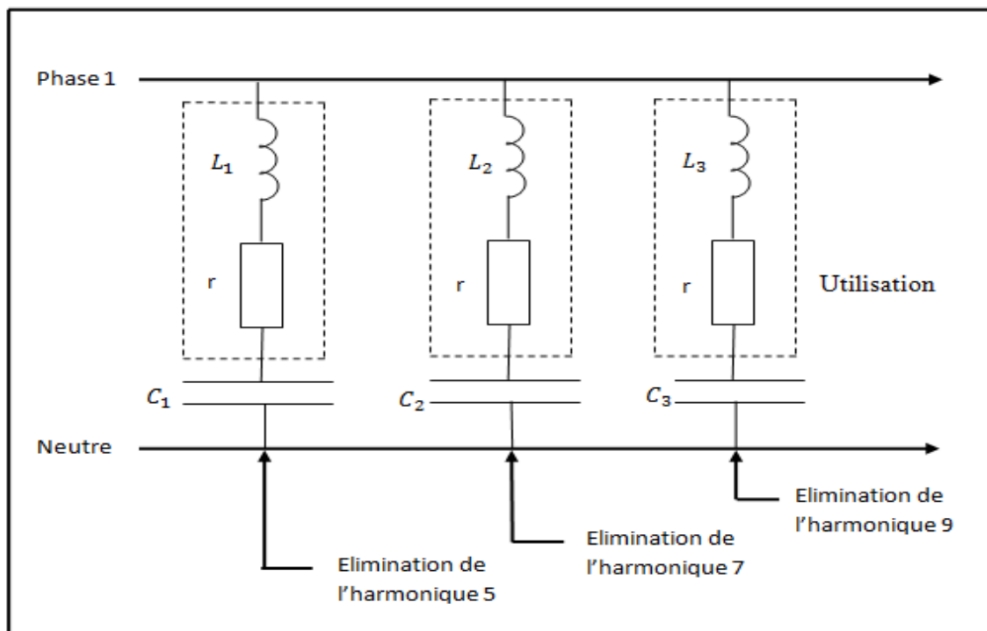 Phase 1
L₁
L₂
L₃
r
r
r
Utilisation
C₁
C₂
C₃
Neutre
Elimination de
l'harmonique 9
Elimination de
l'harmonique 7
Elimination de
l'harmonique 5